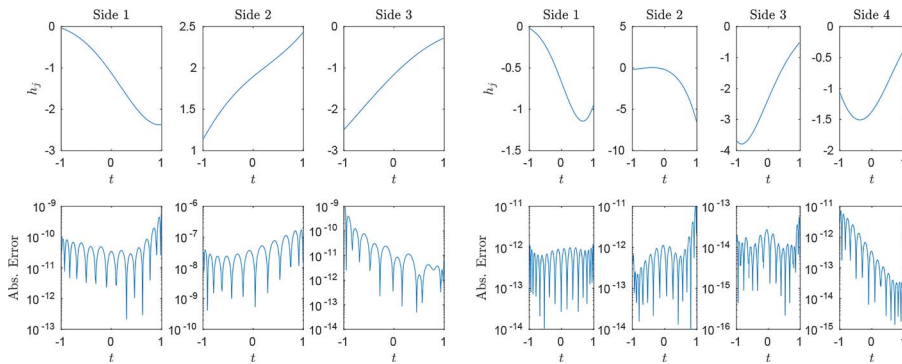 Side 1 Side 2 Side 3 Side 1 Side 2 Side 3 Side 4
0 2.5 0 0 5 0 0
-1 2 -1 -0.5 0 -1 -0.5
-2 1.5 -2 -1 -5 -2 -1
-3 1 -3 -1.5 -10 -3 -1.5
-4 -2
h_j h_j
-1 0 1 -1 0 1 -1 0 1 -1 0 1 -1 0 1 -1 0 1 -1 0 1
t t t t t t t
10^-9 10^-6 10^-9 10^-11 10^-11 10^-13 10^-11
10^-10 10^-7 10^-10 10^-12 10^-12 10^-14 10^-12
10^-11 10^-8 10^-11 10^-13 10^-13 10^-15 10^-13
10^-12 10^-9 10^-12 10^-14 10^-14 10^-16 10^-14
10^-13 10^-10 10^-13 10^-15
Abs. Error Abs. Error
-1 0 1 -1 0 1 -1 0 1 -1 0 1 -1 0 1 -1 0 1 -1 0 1
t t t t t t t